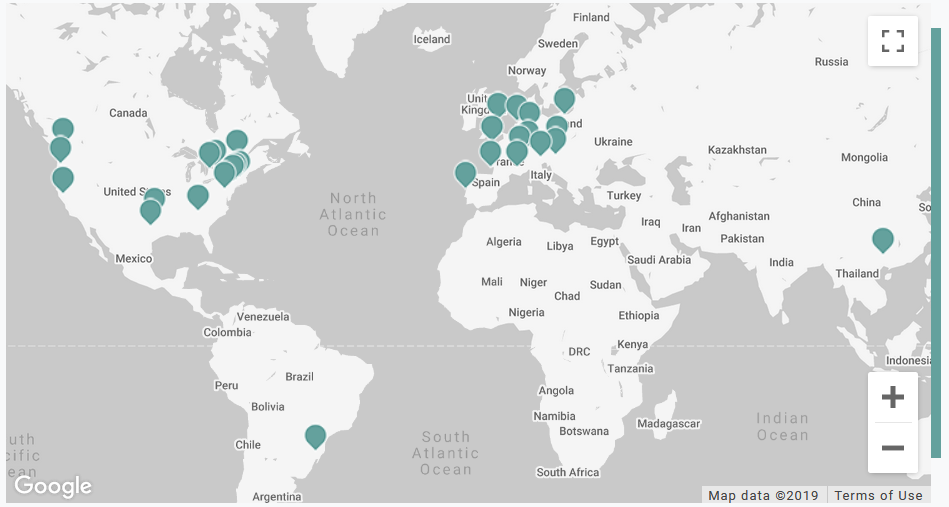 Finland
Iceland
Sweden
Russia
Norway
Unit
Kingdo
Canada
nd
Ukraine
Kazakhstan
Mongolia
France
United States
Italy
Spain
Turkey
China
North
Atlantic
Ocean
So
Afghanistan
Iraq
Iran
Algeria
Libya
Egypt
Pakistan
Mexico
Saudi Arabia
India
Thailand
Mali
Niger
Sudan
Chad
Nigeria
Ethiopia
Venezuela
Colombia
Kenya
DRC
Indonesia
Tanzania
Peru
Brazil
Angola
Bolivia
Namibia
Botswana
Madagascar
Indian
Ocean
Chile
South
Atlantic
Ocean
uth
cific
ean
South Africa
Google
Argentina
Map data ©2019
Terms of Use